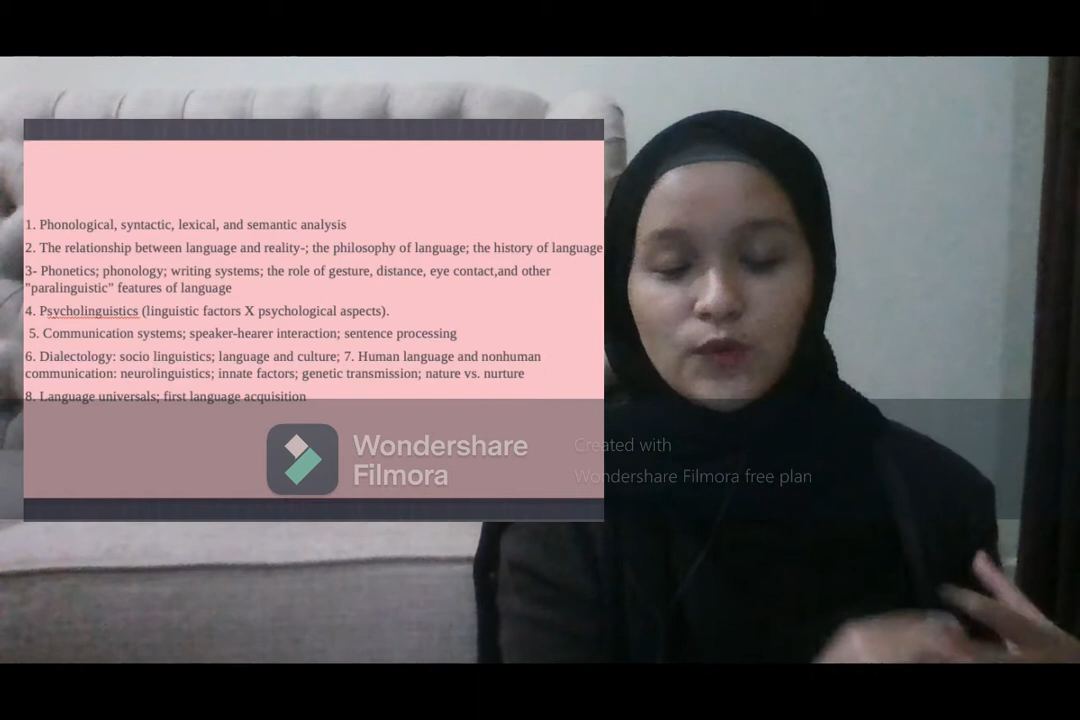 1. Phonological, syntactic, lexical, and semantic analysis
2. The relationship between language and reality-; the philosophy of language; the history of language
3- Phonetics; phonology; writing systems; the role of gesture, distance, eye contact,and other
"paralinguistic" features of language
4. Psycholinguistics (linguistic factors X psychological aspects).
5. Communication systems; speaker-hearer interaction; sentence processing
6. Dialectology: socio linguistics; language and culture; 7. Human language and nonhuman
communication: neurolinguistics; innate factors; genetic transmission; nature vs. nurture
8. Language universals; first language acquisition
Wondershare
Filmora
Created with
Wondershare Filmora free plan